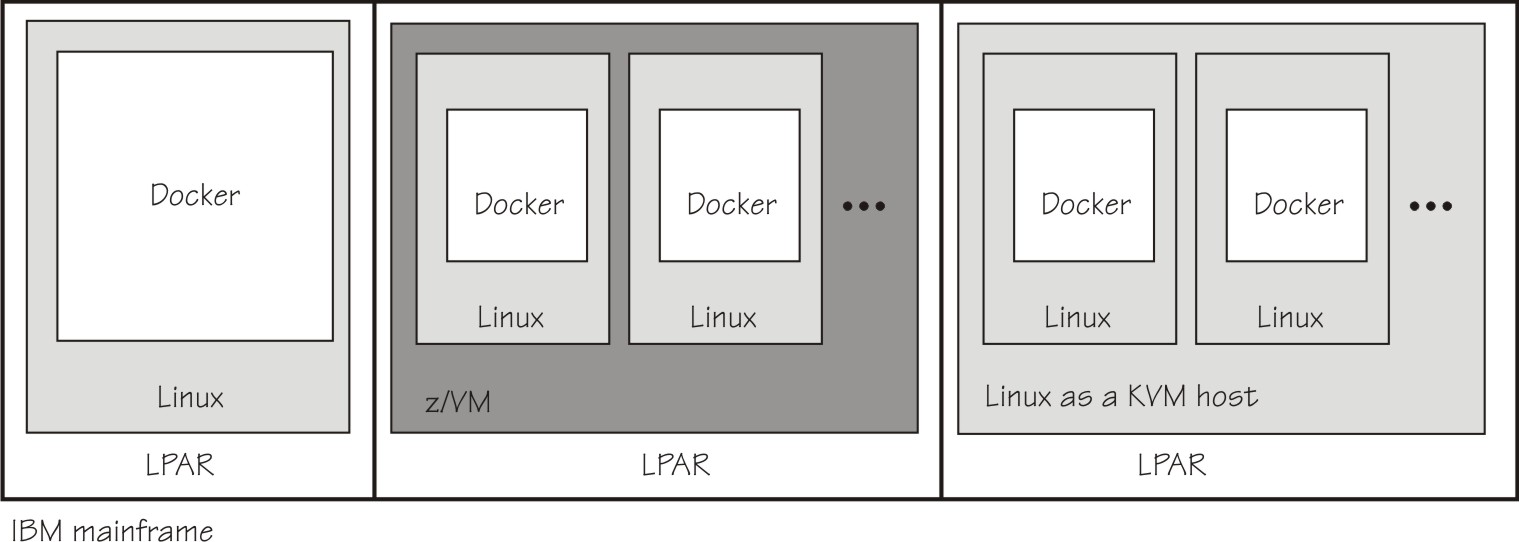 Docker
Linux
LPAR
Docker
Linux
Docker
Linux
•••
z/VM
LPAR
Docker
Linux
Docker
Linux
•••
Linux as a KVM host
LPAR
IBM mainframe